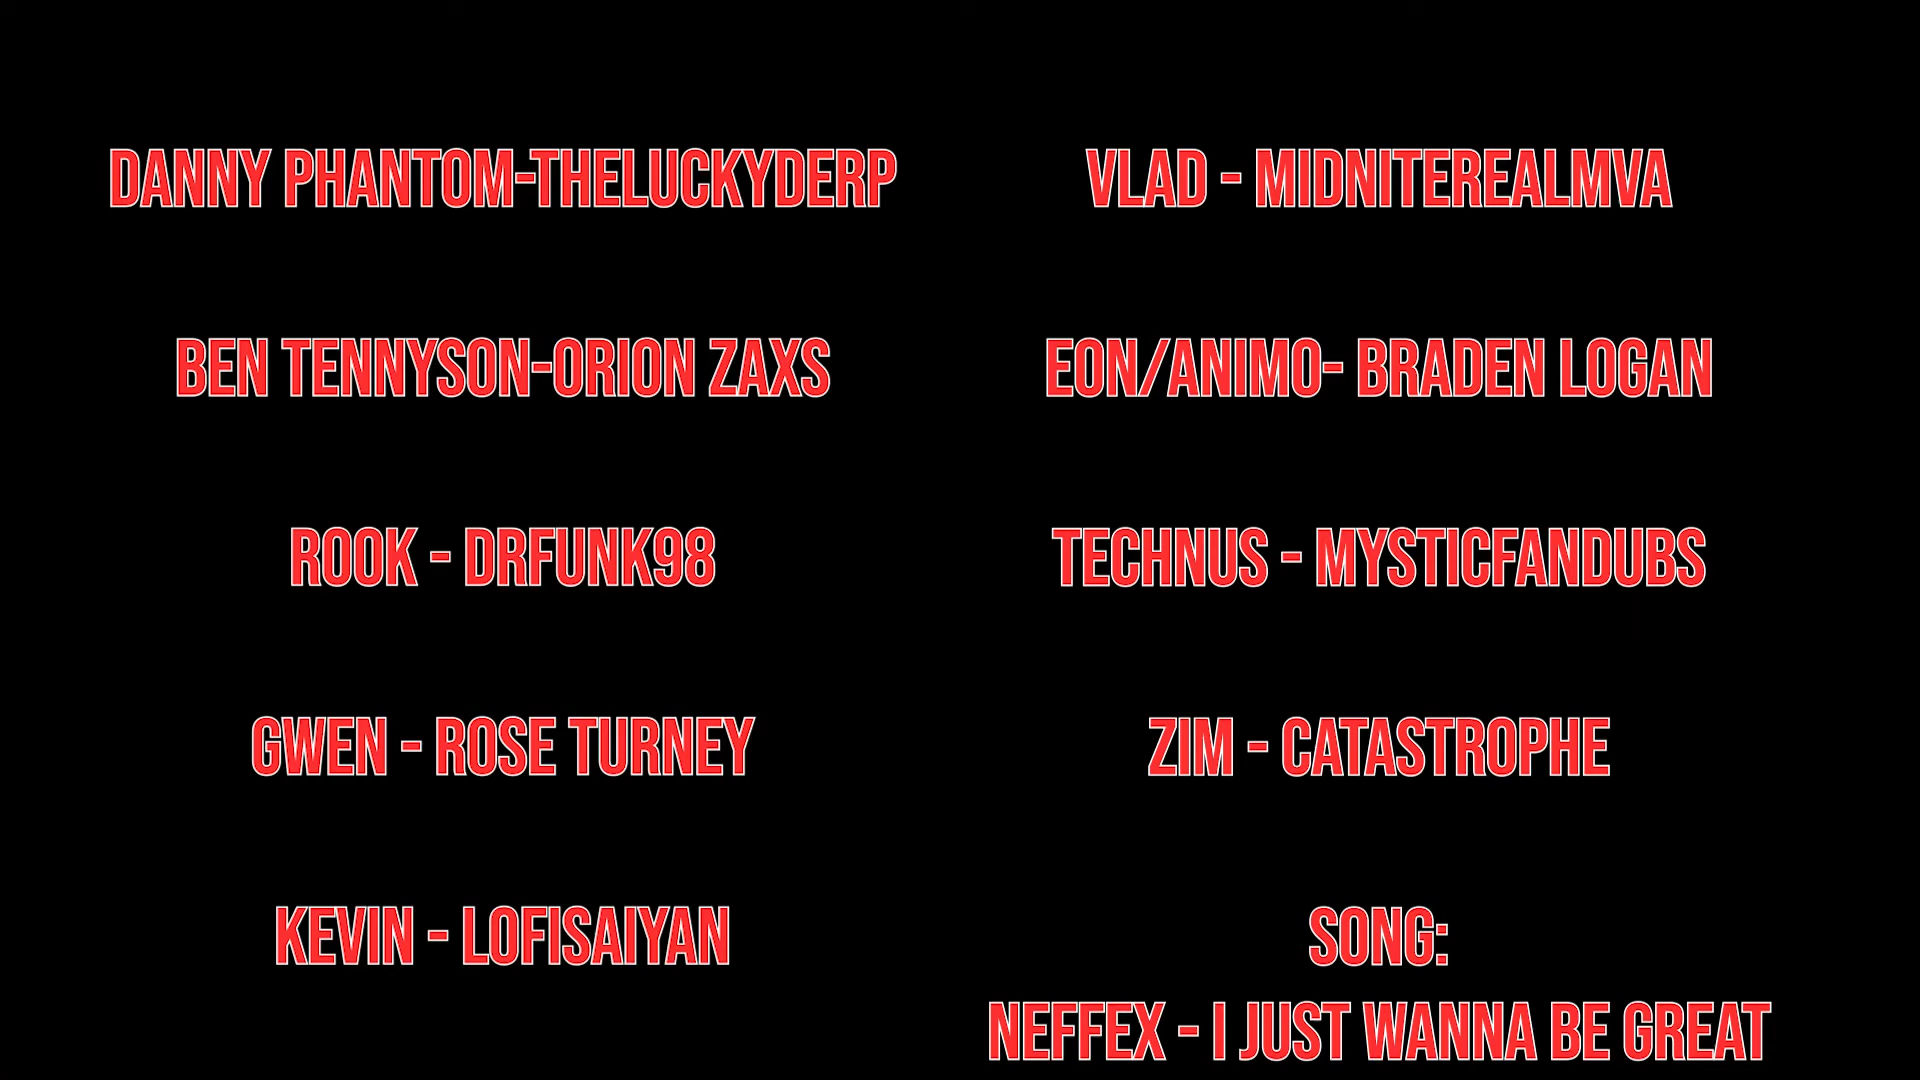 DANNY PHANTOM-THELUCKYDERP
BEN TENNYSON-ORION ZAXS
ROOK - DRFUNK98
GWEN - ROSE TURNEY
KEVIN - LOFISAIYAN
VLAD - MIDNITEREALMVA
EON/ANIMO- BRADEN LOGAN
TECHNUS - MYSTICFANDUBS
ZIM - CATASTROPHE
SONG:
NEFFEX - I JUST WANNA BE GREAT